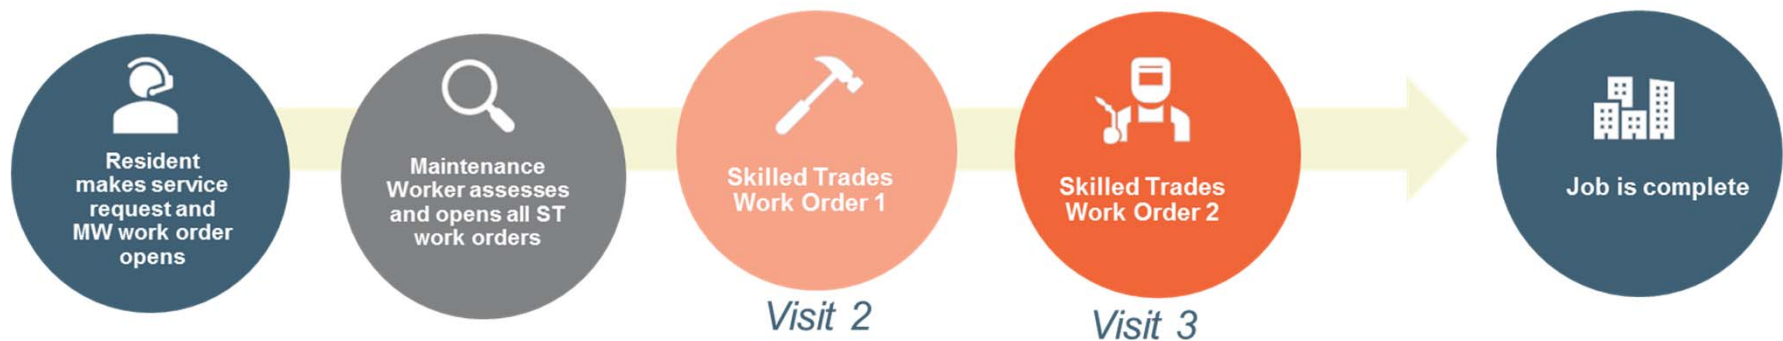 Resident
makes service
request and
MW work order
opens
Maintenance
Worker assesses
and opens all ST
work orders
Skilled Trades
Work Order 1
Visit 2
Skilled Trades
Work Order 2
Visit 3
Job is complete